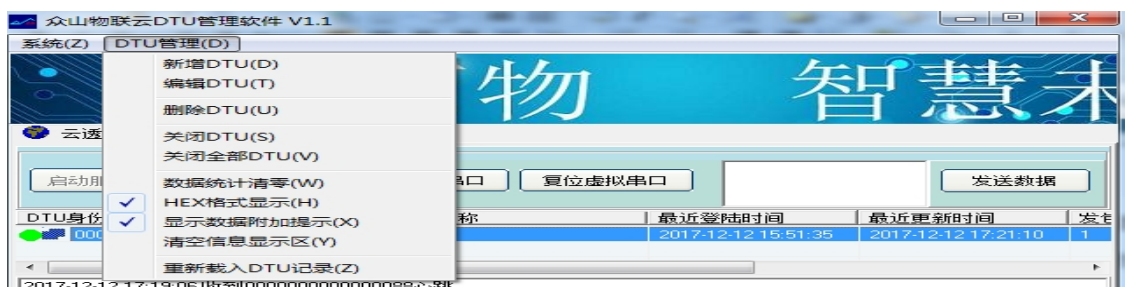 众山物联云DTU管理软件 V1.1
系统(Z) DTU管理(D)
新增DTU(D)
编辑DTU(T)
删除DTU(U)
关闭DTU(S)
关闭全部DTU(V)
数据统计清零(W)
HEX格式显示(H)
显示数据附加提示(X)
清空信息显示区(Y)
重新载入DTU记录(Z)
物 智慧
云透
启动 口 复位虚拟串口 发送数据
DTU身份 称 最近登陆时间 最近更新时间 发
000 2017-12-12 15:51:35 2017-12-12 17:21:10 1